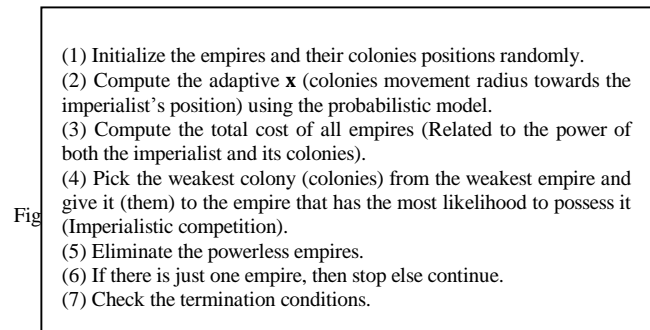 (1) Initialize the empires and their colonies positions randomly.
(2) Compute the adaptive x (colonies movement radius towards the
imperialist's position) using the probabilistic model.
(3) Compute the total cost of all empires (Related to the power of
both the imperialist and its colonies).
(4) Pick the weakest colony (colonies) from the weakest empire and
give it (them) to the empire that has the most likelihood to possess it
Fig
(Imperialistic competition).
(5) Eliminate the powerless empires.
(6) If there is just one empire, then stop else continue.
(7) Check the termination conditions.